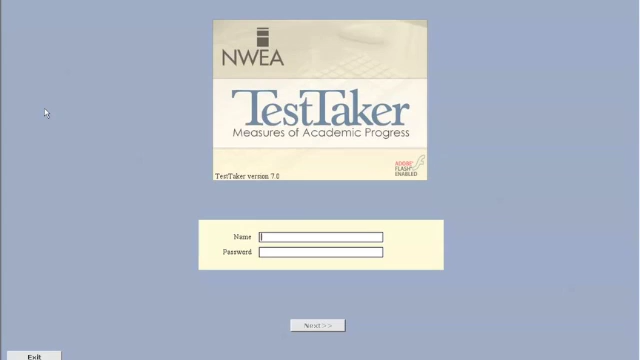 NWEA
TestTaker
Measures of Academic Progress
ADOBE
FLASH
ENABLED
TestTaker version 7.0
Name
Password
Next >>
Exit